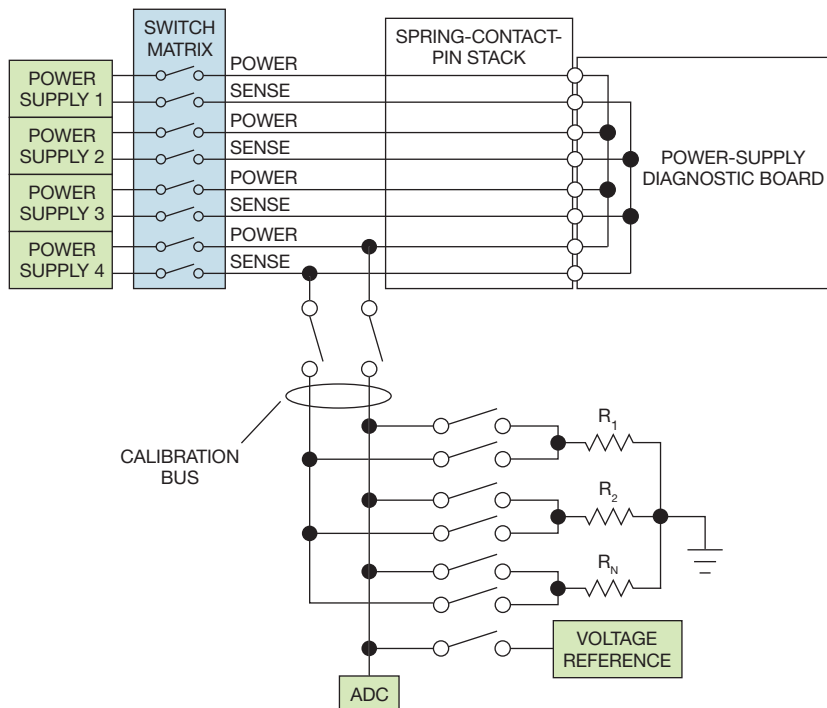 SWITCH
MATRIX
SPRING-CONTACT-
PIN STACK
POWER
SUPPLY 1
POWER
SENSE
POWER
SUPPLY 2
POWER
SENSE
POWER
SUPPLY 3
POWER
SENSE
POWER
SUPPLY 4
POWER
SENSE
POWER-SUPPLY
DIAGNOSTIC BOARD
CALIBRATION
BUS
R1
R2
RN
VOLTAGE
REFERENCE
ADC